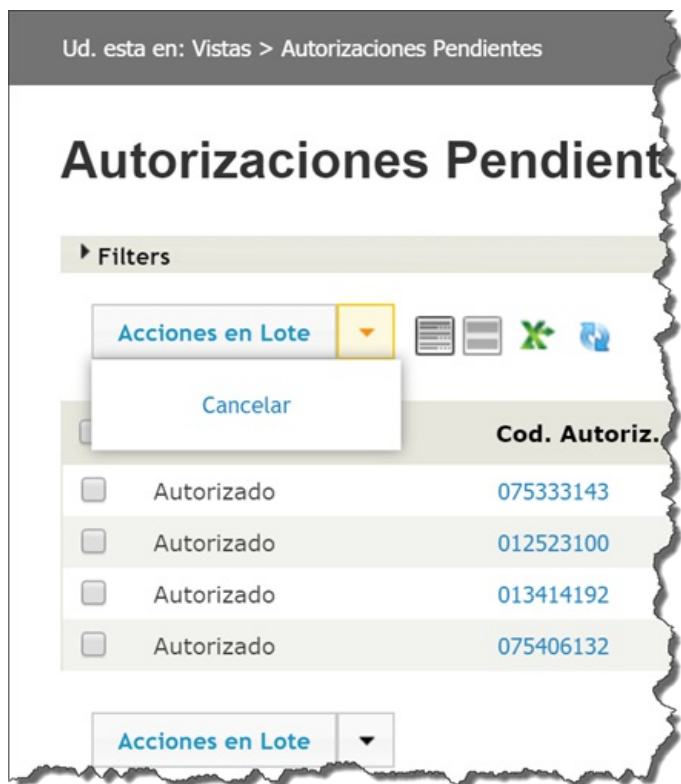 Ud. esta en: Vistas > Autorizaciones Pendientes
Autorizaciones Pendient
Filters
Acciones en Lote
Cancelar
Cod. Autoriz.
Autorizado 075333143
Autorizado 012523100
Autorizado 013414192
Autorizado 075406132
Acciones en Lote